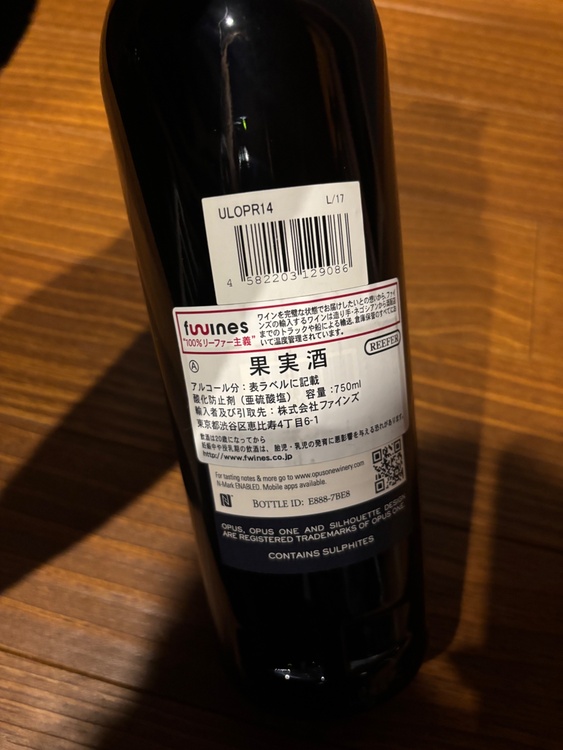 ULOPR14 L/17
4 582203 129086
fwines
"100%リーファー主義"
ワインを完璧な状態でお届けしたいとの想いから、ファイ
ンズの輸入するワインは造り手・ネゴシアンから直接届
までのトラックや船による輸送、倉庫保管のすべてにお
いて温度管理されています。
REEFER
Ⓐ
果実酒
アルコール分:表ラベルに記載
酸化防止剤(亜硫酸塩) 容量:750ml
輸入者及び引取先:株式会社ファインズ
東京都渋谷区恵比寿4丁目6-1
飲酒は20歳になってから
妊娠中や授乳期の飲酒は、胎児・乳児の発育に悪影響を与える恐れがあります。
http://www.fwines.co.jp
For tasting notes & more go to www.opusonewinery.com
N-Mark ENABLED. Mobile apps available.
BOTTLE ID: E888-7BE8
OPUS, OPUS ONE AND SILHOUETTE DESIGN
ARE REGISTERED TRADEMARKS OF OPUS ONE
CONTAINS SULPHITES